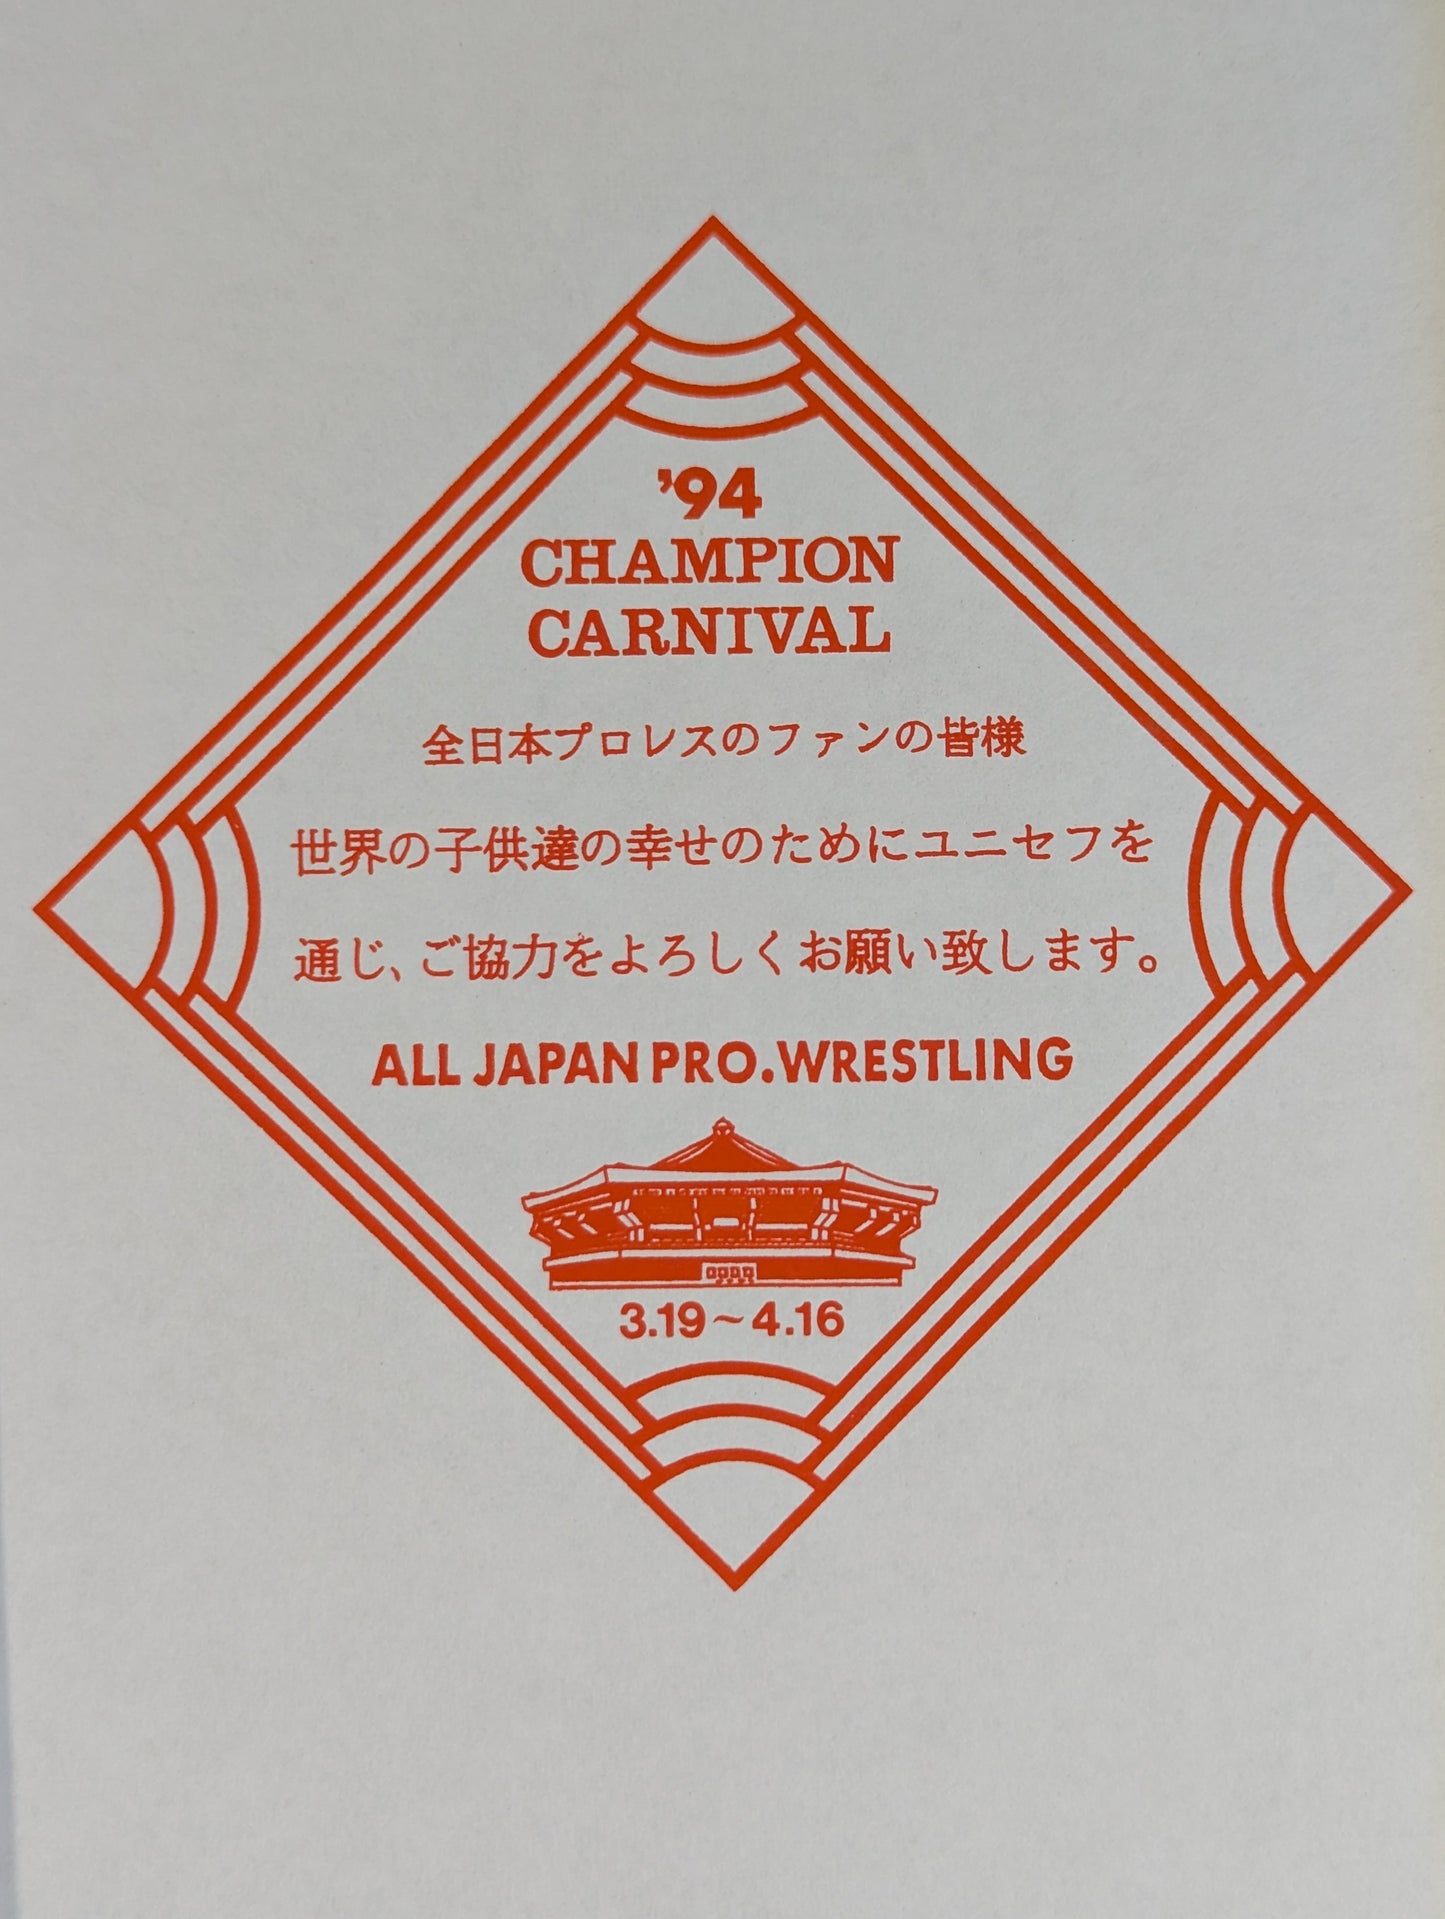 '94
CHAMPION
CARNIVAL
全日本プロレスのファンの皆様
世界の子供達の幸せのためにユニセフを
通じ、ご協力をよろしくお願い致します。
ALL JAPAN PRO.WRESTLING
3.19～4.16